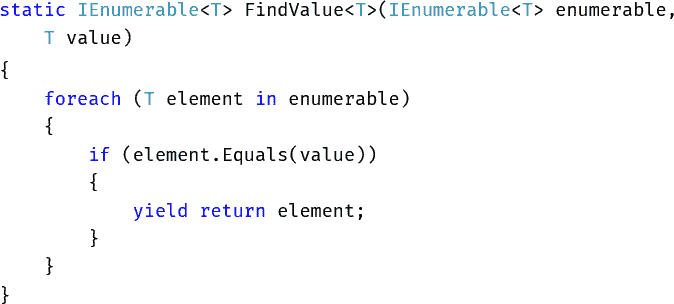 static IEnumerable<T> FindValue<T>(IEnumerable<T> enumerable,
    T value)
{
    foreach (T element in enumerable)
    {
        if (element.Equals(value))
        {
            yield return element;
        }
    }
}